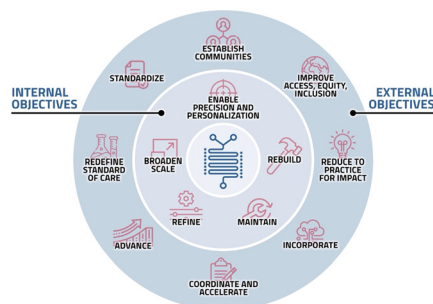 ESTABLISH
COMMUNITIES
STANDARDIZE
IMPROVE
ACCESS, EQUITY,
INCLUSION
INTERNAL
OBJECTIVES
EXTERNAL
OBJECTIVES
ENABLE
PRECISION AND
PERSONALIZATION
REDEFINE
STANDARD
OF CARE
BROADEN
SCALE
REBUILD
REDUCE TO
PRACTICE
FOR IMPACT
REFINE
MAINTAIN
ADVANCE
INCORPORATE
COORDINATE AND
ACCELERATE